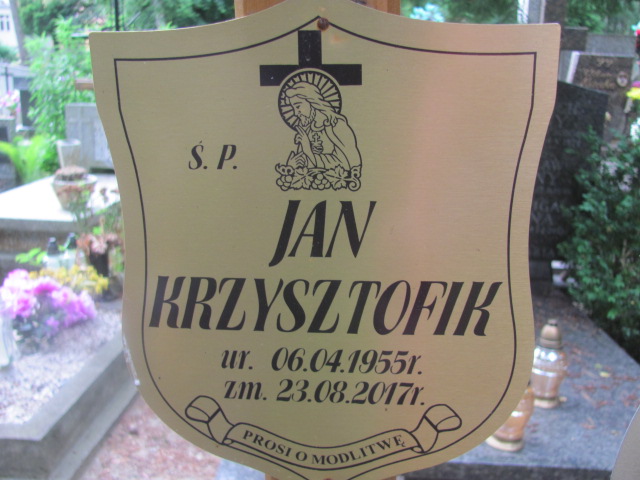 Ś. P.
JAN
KRZYSZTOFIK
ur. 06.04.1955r.
zm. 23.08.2017r.
PROSI O MODLITWĘ